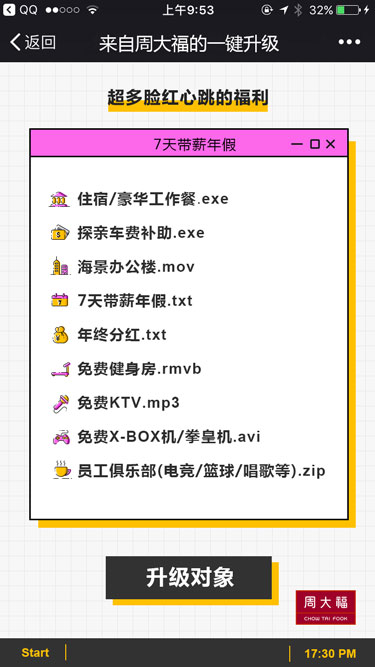 QQ
上午9:53
32%
返回
来自周大福的一键升级
超多脸红心跳的福利
7天带薪年假
住宿/豪华工作餐.exe
探亲车费补助.exe
海景办公楼.mov
7
7天带薪年假.txt
年终分红.txt
免费健身房.rmvb
免费KTV.mp3
免费X-BOX机/拳皇机.avi
员工俱乐部(电竞/篮球/唱歌等).zip
升级对象
周大福
CHOW TAI FOOK
Start
17:30 PM